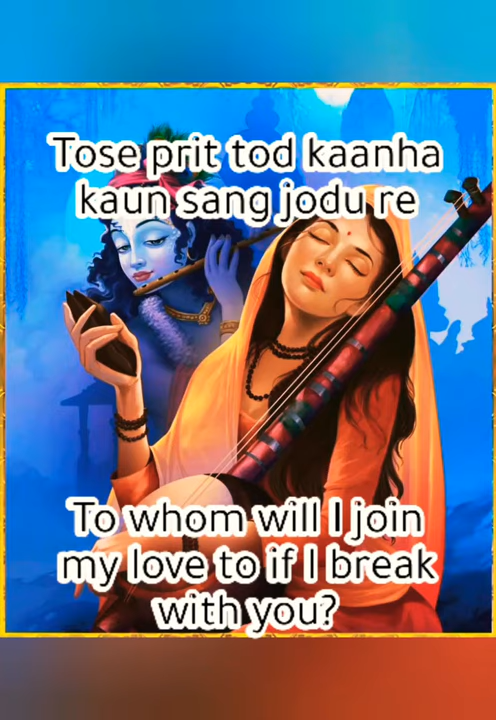 Tose prit tod kaanha
kaun sang jodu re
To whom will I join
my love to if I break
with you?